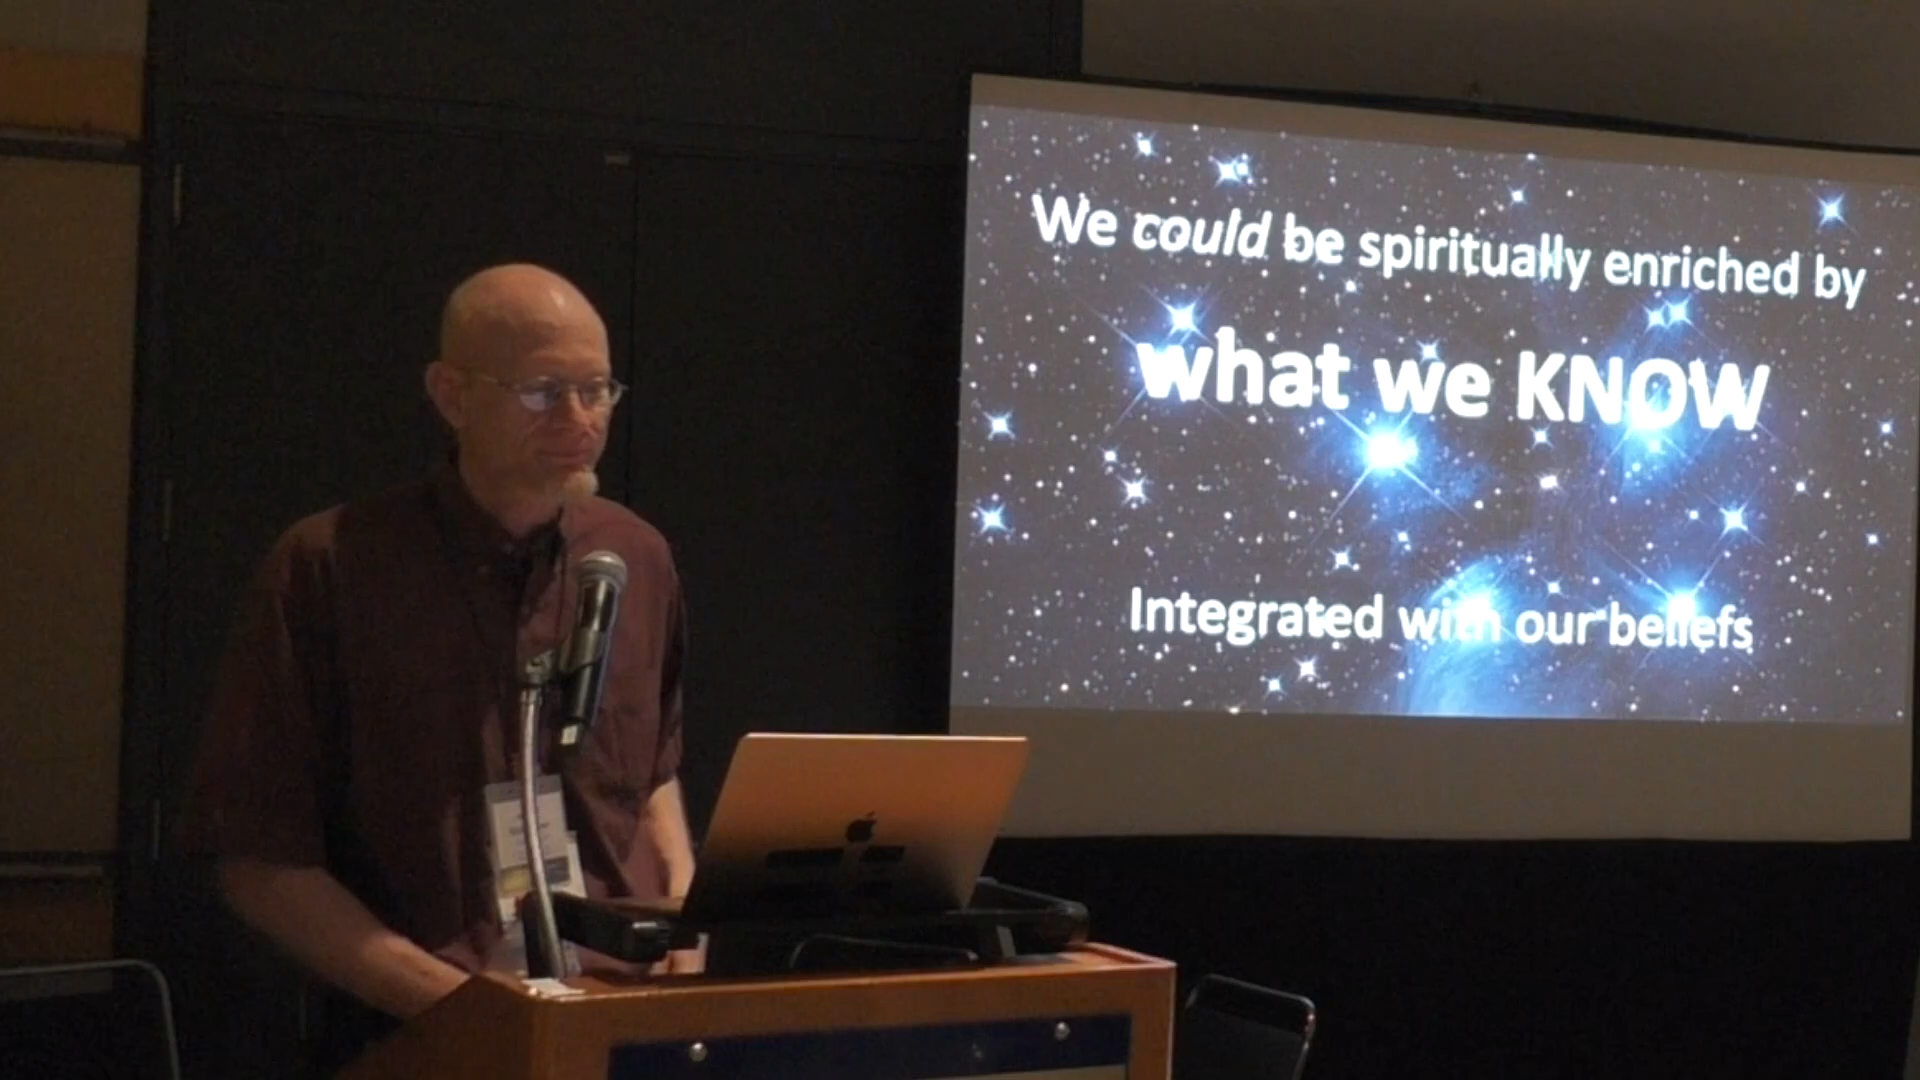 We could be spiritually enriched by
what we KNOW
Integrated with our beliefs